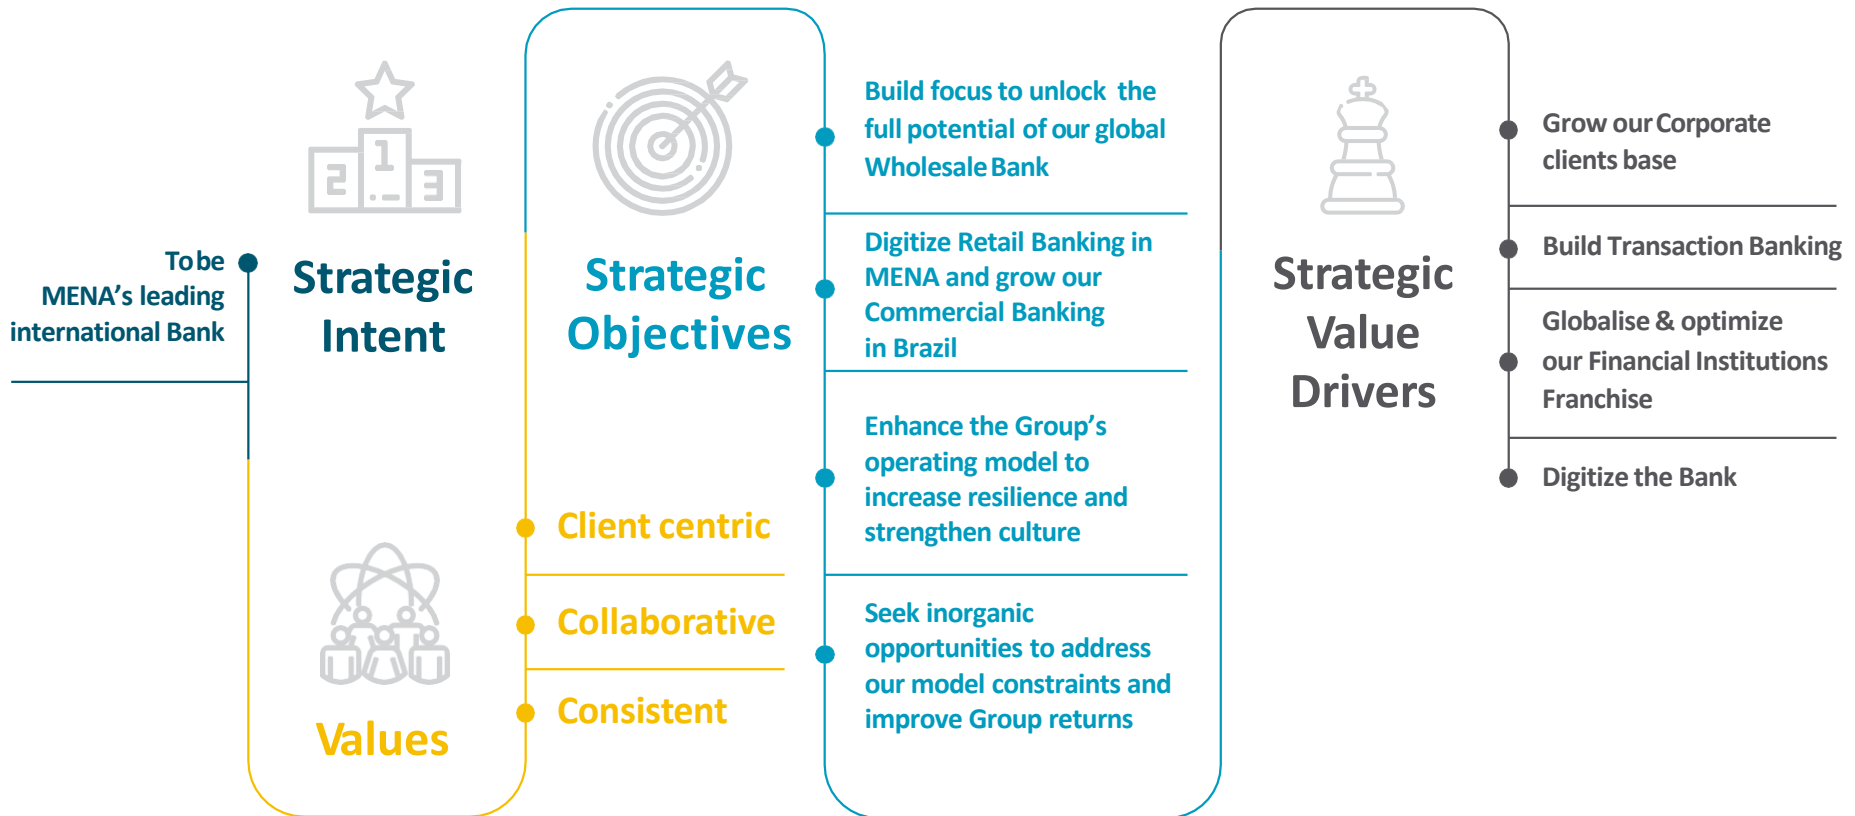 To be
MENA's leading
international Bank
Strategic
Intent
2
1
3
Values
Client centric
Collaborative
Consistent
Strategic
Objectives
Build focus to unlock the
full potential of our global
Wholesale Bank
Digitize Retail Banking in
MENA and grow our
Commercial Banking
in Brazil
Enhance the Group's
operating model to
increase resilience and
strengthen culture
Seek inorganic
opportunities to address
our model constraints and
improve Group returns
Strategic
Value
Drivers
Grow our Corporate
clients base
Build Transaction Banking
Globalise & optimize
our Financial Institutions
Franchise
Digitize the Bank